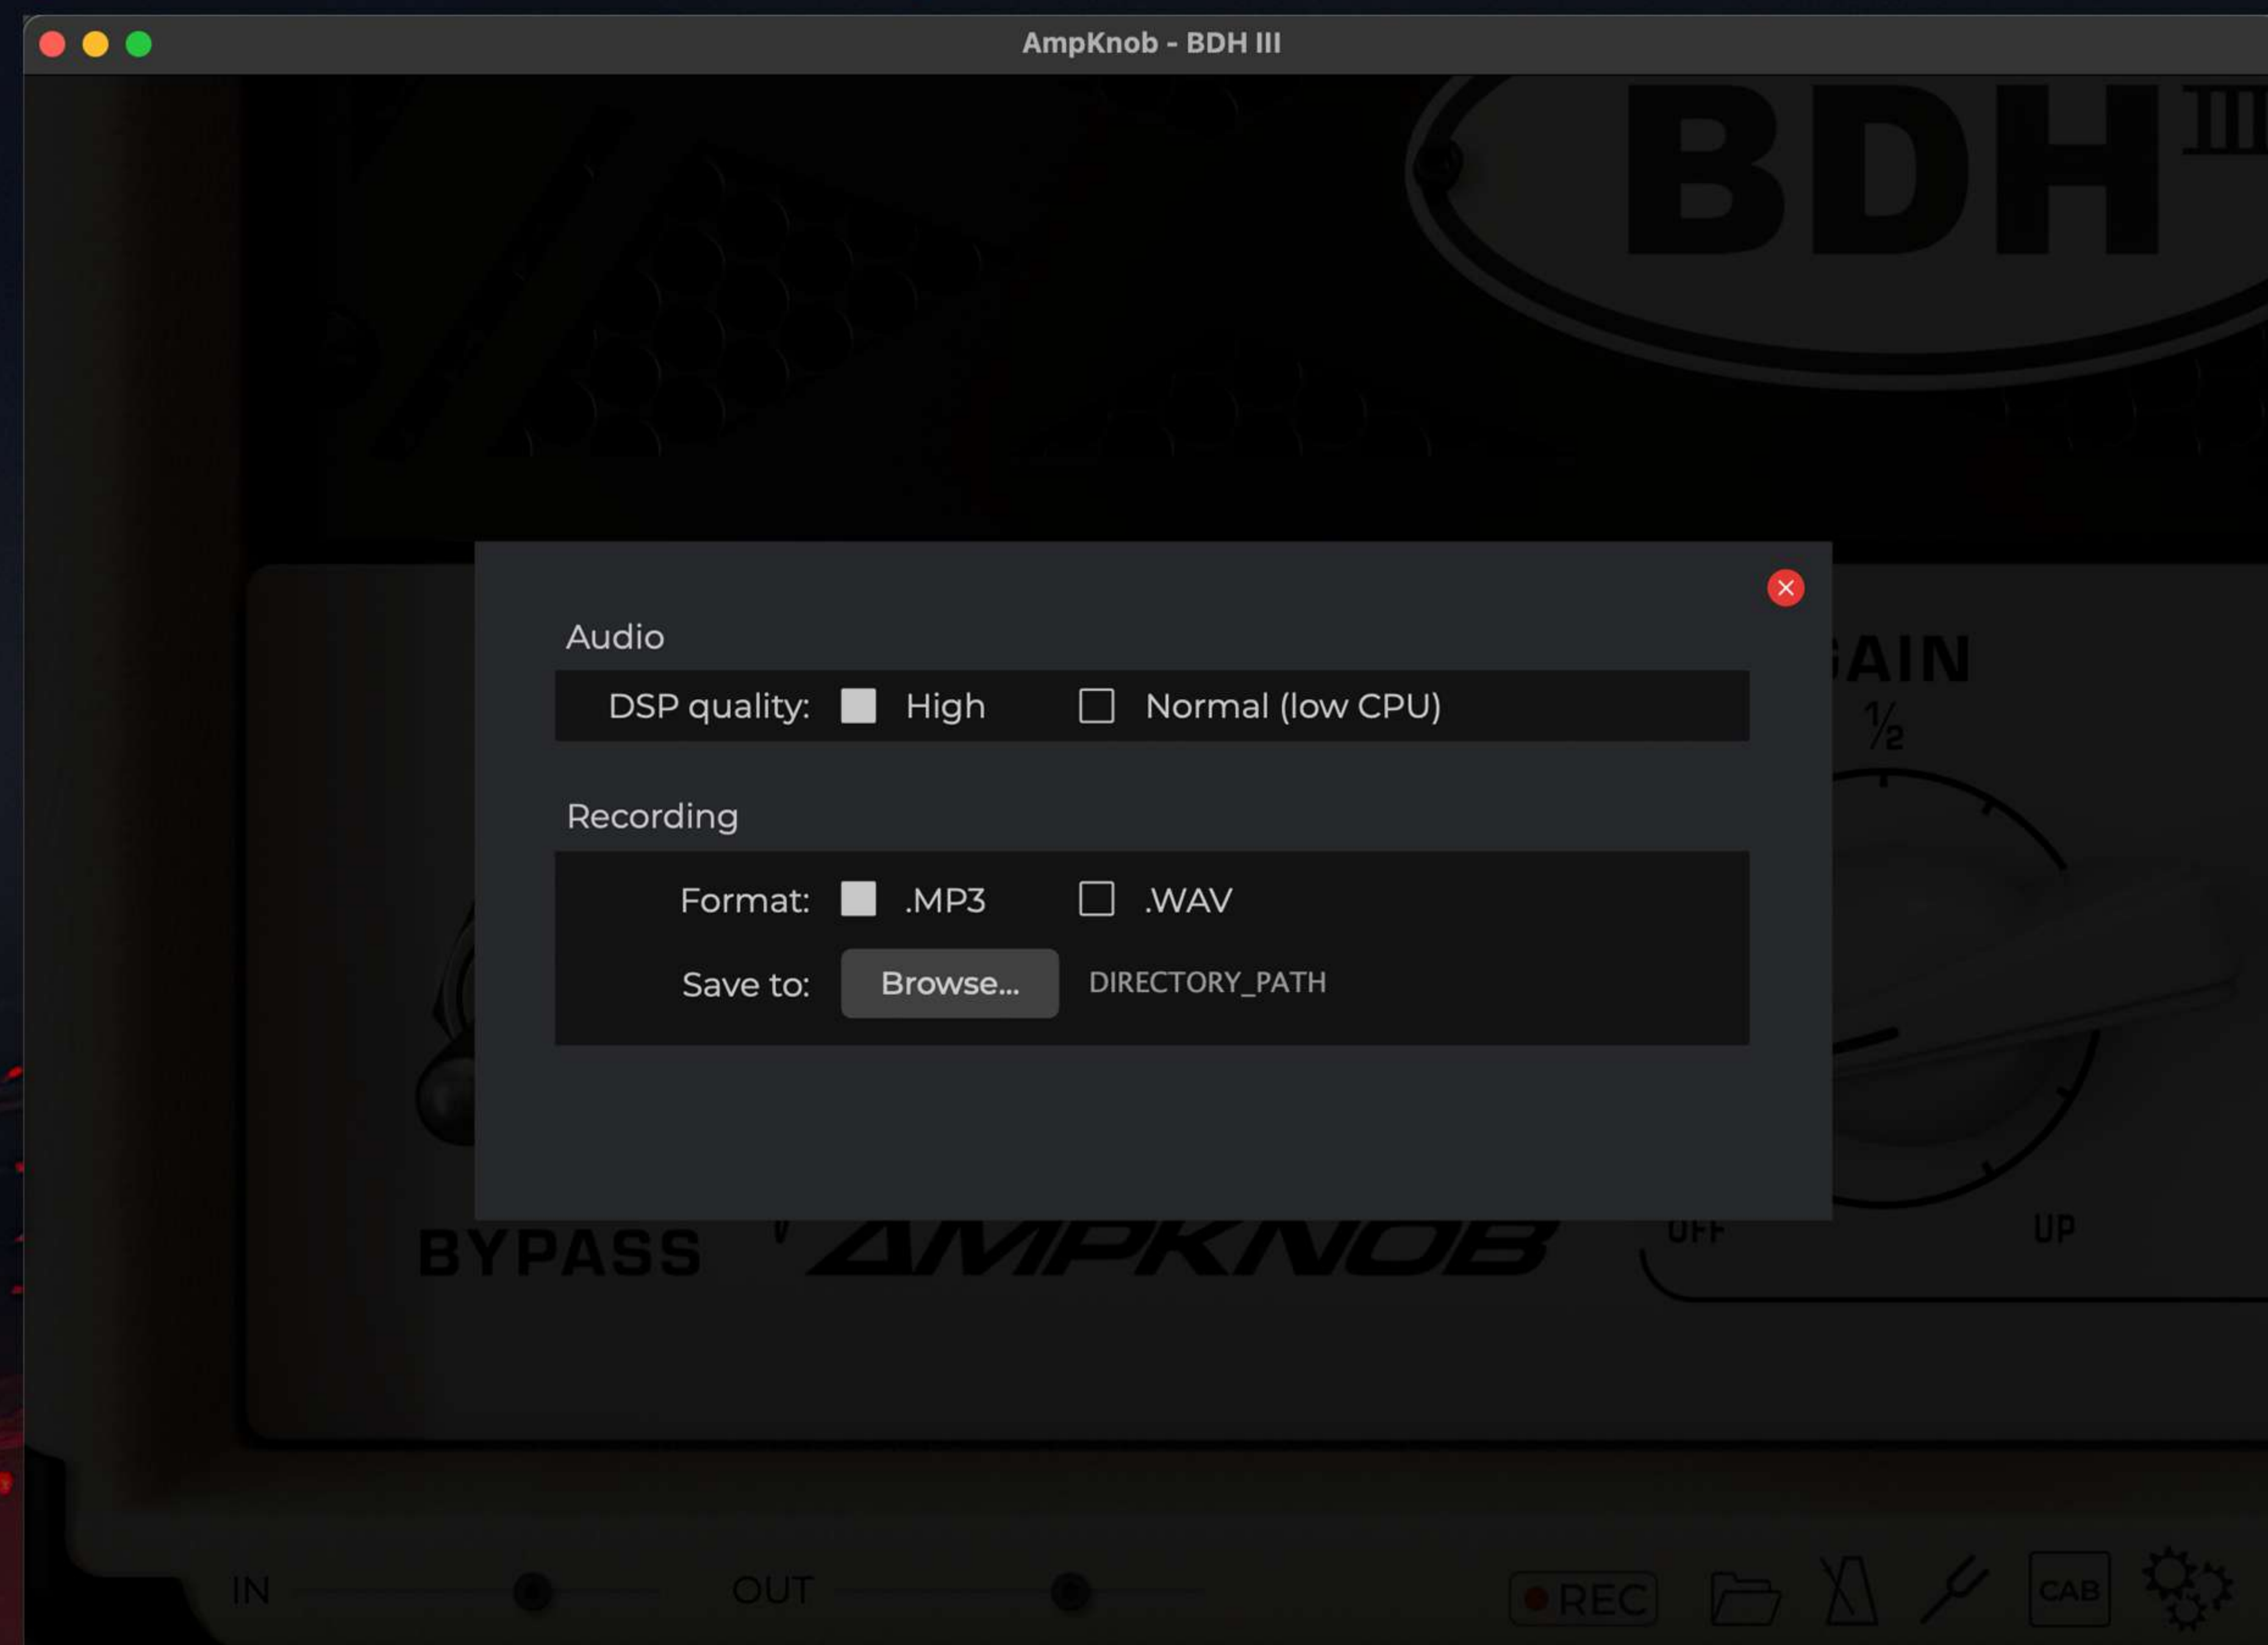 AmpKnob - BDH III
BDH III
Audio
DSP quality: High Normal (low CPU)
Recording
Format: .MP3 .WAV
Save to: Browse... DIRECTORY_PATH
AIN
½
OFF UP
BYPASS AMPKNOB
IN OUT REC CAB